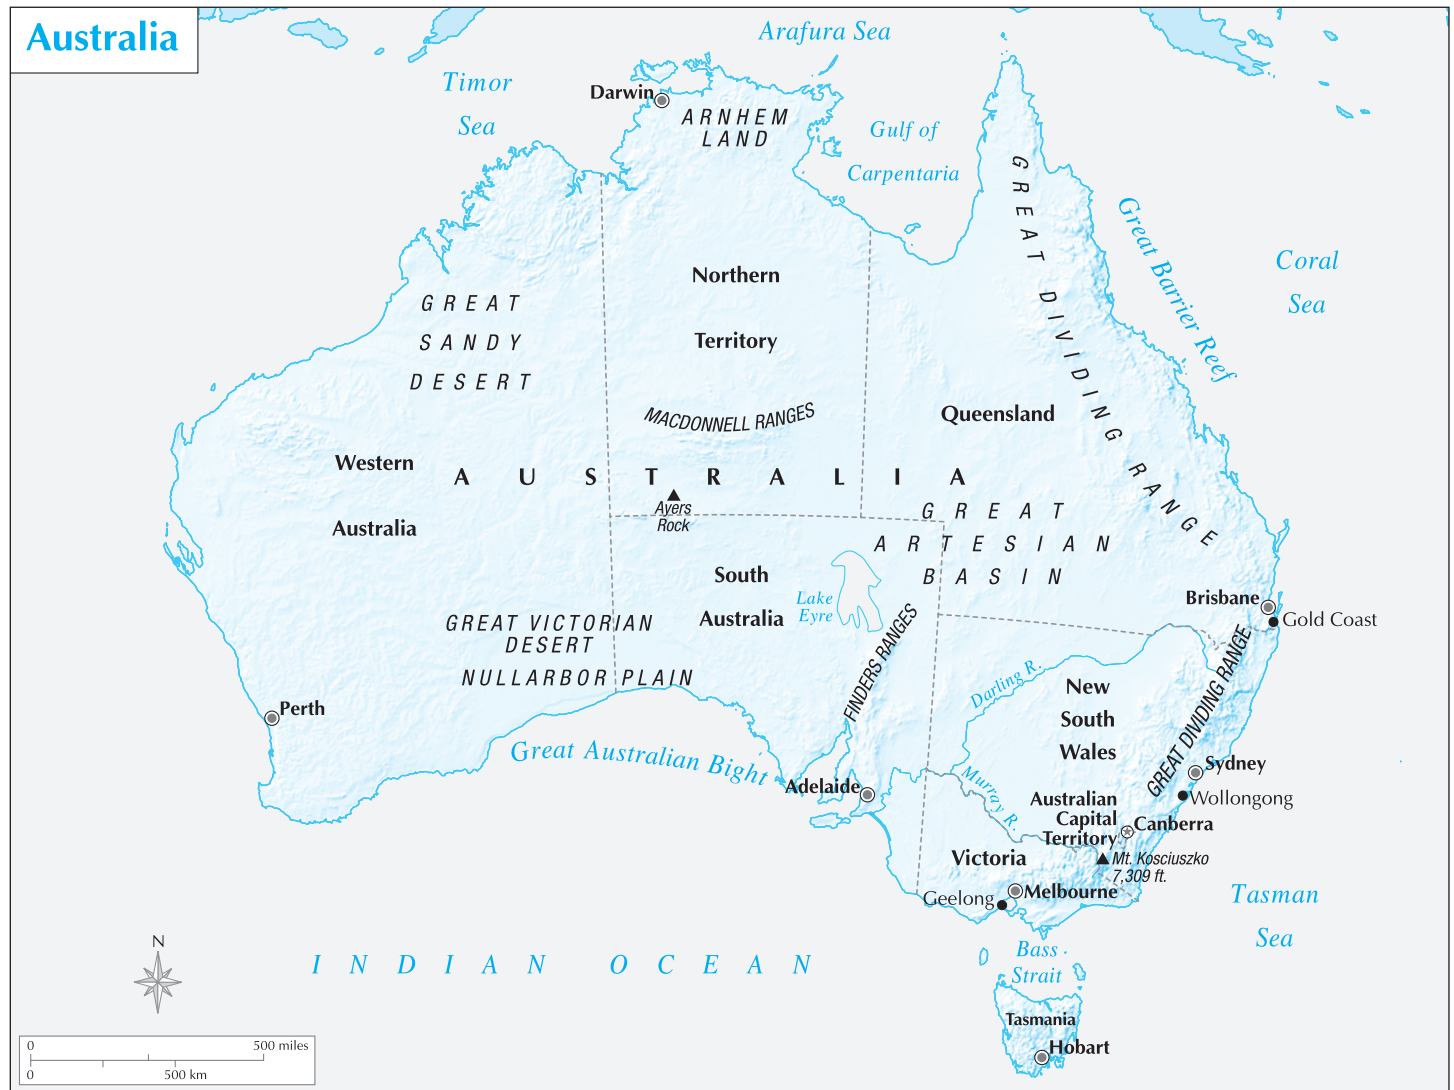 Australia
Arafura Sea
Timor
Sea
Darwin
ARNHEM
LAND
Gulf of
Carpentaria
GREAT DIVIDING RANGE
Great Barrier Reef
Coral
Sea
Northern
Territory
GREAT
SANDY
DESERT
MACDONNELL RANGES
Queensland
Western
Australia
AUSTRALIA
Ayers
Rock
GREAT
ARTESIAN
BASIN
South
Australia
Lake
Eyre
FINDERS RANGES
Brisbane
Gold Coast
GREAT VICTORIAN
DESERT
NULLARBOR PLAIN
Perth
Great Australian Bight
Adelaide
Darling R.
New
South
Wales
GREAT DIVIDING RANGE
Murray R.
Sydney
Wollongong
Australian
Capital
Territory
Canberra
Mt. Kosciuszko
7,309 ft.
Victoria
Melbourne
Geelong
Tasman
Sea
Bass
Strait
INDIAN OCEAN
Tasmania
Hobart
N
0 500 miles
0 500 km